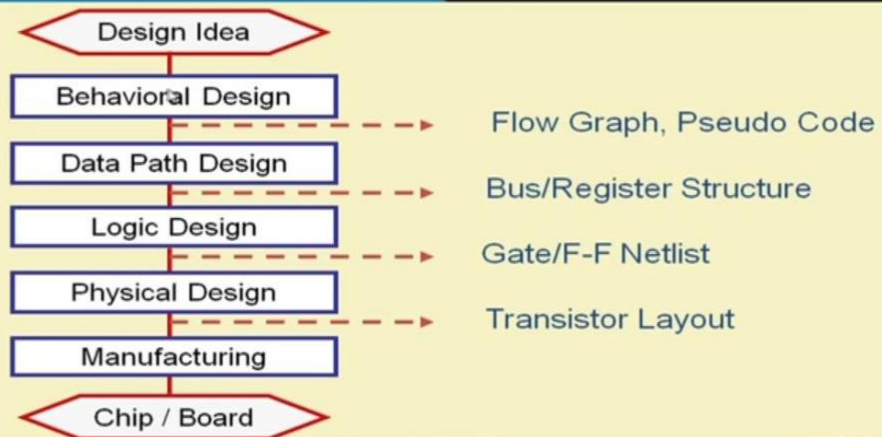 Design Idea
Behavioral Design
Flow Graph, Pseudo Code
Data Path Design
Bus/Register Structure
Logic Design
Gate/F-F Netlist
Physical Design
Transistor Layout
Manufacturing
Chip / Board